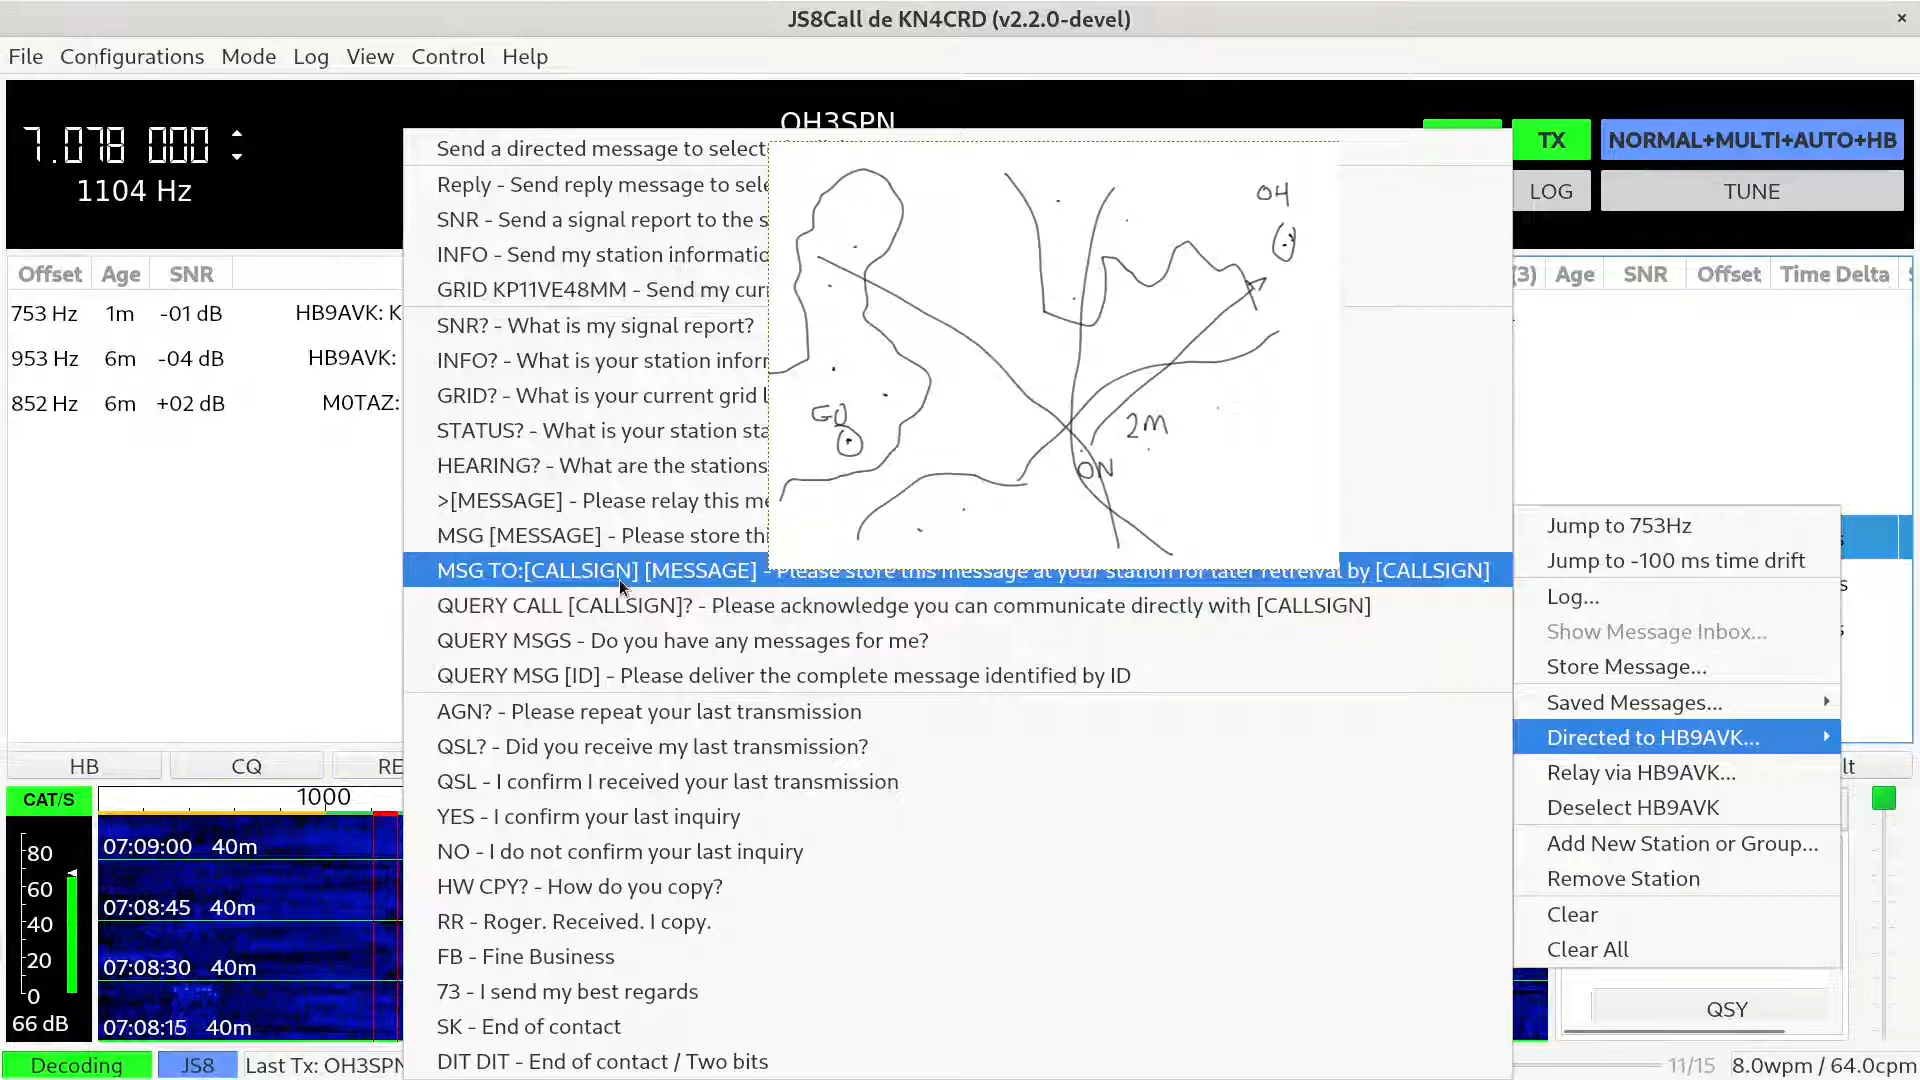 JS8Call de KN4CRD (v2.2.0-devel)
×
File Configurations Mode Log View Control Help
7.078 000
1104 Hz
OH3SPN
TX
NORMAL+MULTI+AUTO+HB
LOG
TUNE
Offset Age SNR
753 Hz 1m -01 dB HB9AVK: K
953 Hz 6m -04 dB HB9AVK:
852 Hz 6m +02 dB M0TAZ:
(3) Age SNR Offset Time Delta
Send a directed message to select
Reply - Send reply message to sele
SNR - Send a signal report to the s
INFO - Send my station informatio
GRID KP11VE48MM - Send my cur
SNR? - What is my signal report?
INFO? - What is your station infor
GRID? - What is your current grid l
STATUS? - What is your station sta
HEARING? - What are the stations
>[MESSAGE] - Please relay this me
MSG [MESSAGE] - Please store thi
MSG TO:[CALLSIGN] [MESSAGE] - Please store this message at your station for later retreival by [CALLSIGN]
QUERY CALL [CALLSIGN]? - Please acknowledge you can communicate directly with [CALLSIGN]
QUERY MSGS - Do you have any messages for me?
QUERY MSG [ID] - Please deliver the complete message identified by ID
AGN? - Please repeat your last transmission
QSL? - Did you receive my last transmission?
QSL - I confirm I received your last transmission
YES - I confirm your last inquiry
NO - I do not confirm your last inquiry
HW CPY? - How do you copy?
RR - Roger. Received. I copy.
FB - Fine Business
73 - I send my best regards
SK - End of contact
DIT DIT - End of contact / Two bits
OH
2M
ON
Jump to 753Hz
Jump to -100 ms time drift
Log...
Show Message Inbox...
Store Message...
Saved Messages...
Directed to HB9AVK...
Relay via HB9AVK...
Deselect HB9AVK
Add New Station or Group...
Remove Station
Clear
Clear All
HB CQ RE
lt
CAT/S
1000
80
60
40
20
0
66 dB
07:09:00 40m
07:08:45 40m
07:08:30 40m
07:08:15 40m
QSY
Decoding JS8 Last Tx: OH3SPN
11/15 8.0wpm / 64.0cpm